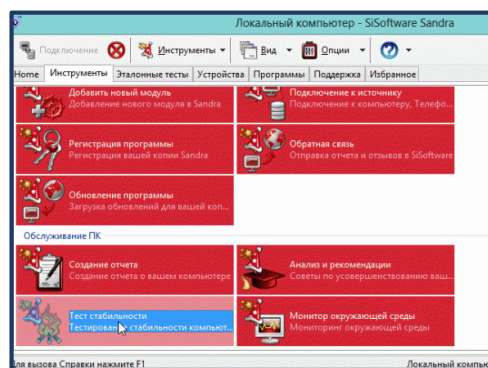 Локальный компьютер - SiSoftware Sandra
Подключение Инструменты Вид Опции ?
Home Инструменты Эталонные тесты Устройства Программы Поддержка Избранное
Добавить новый модуль
Добавление нового модуля в Sandra
Подключение к источнику
Подключение к компьютеру, Телефо...
Регистрация программы
Регистрация вашей копии Sandra
Обратная связь
Отправка отчета и отзывов в SiSoftware
Обновление программы
Загрузка обновлений для вашей коп...
Обслуживание ПК
Создание отчета
Создание отчета о вашем компьютере
Анализ и рекомендации
Советы по усовершенствованию ваш...
Тест стабильности
Тестирование стабильности компьют...
Монитор окружающей среды
Мониторинг окружающей среды
Для вызова Справки нажмите F1
Локальный компью